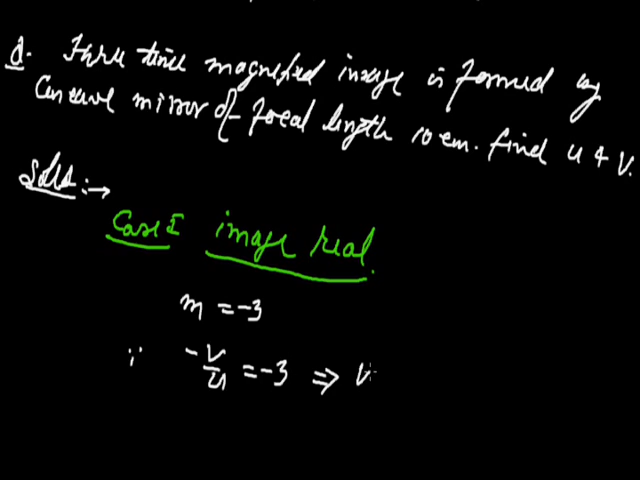 Q. Three times magnified image is formed by
Concave mirror of focal length 10 cm. find u & v.
Soln :→
Case I image real.
m = -3
∵ -v/u = -3 ⇒ v